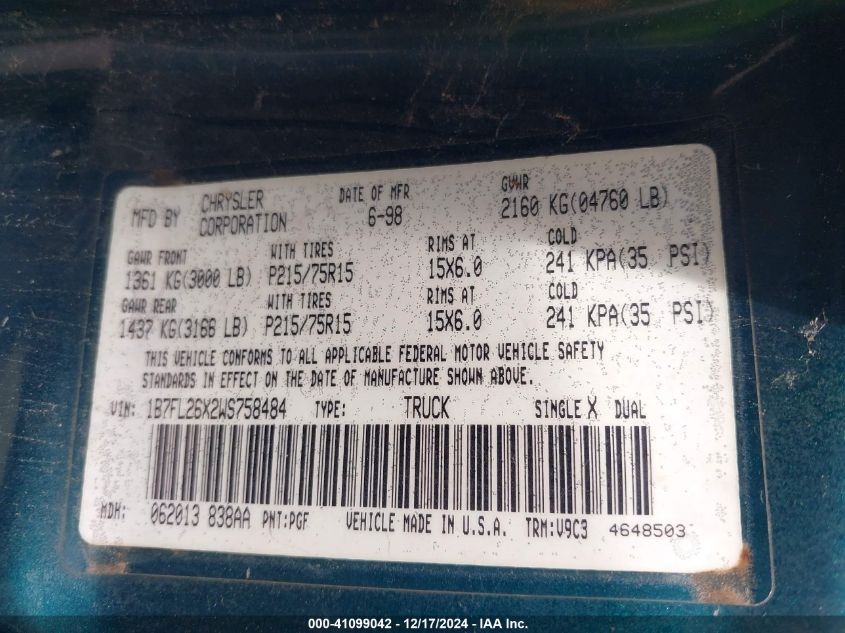 MFD BY CHRYSLER CORPORATION DATE OF MFR 6-98 GVWR 2160 KG(04760 LB)
GAWR FRONT WITH TIRES RIMS AT COLD
1361 KG(3000 LB) P215/75R15 15X6.0 241 KPA(35 PSI)
GAWR REAR WITH TIRES RIMS AT COLD
1437 KG(3166 LB) P215/75R15 15X6.0 241 KPA(35 PSI)
THIS VEHICLE CONFORMS TO ALL APPLICABLE FEDERAL MOTOR VEHICLE SAFETY
STANDARDS IN EFFECT ON THE DATE OF MANUFACTURE SHOWN ABOVE.
VIN: 1B7FL26X2WS758484 TYPE: TRUCK SINGLE X DUAL
MDH: 062013 838AA PNT:PGF VEHICLE MADE IN U.S.A. TRM:V9C3 4648503
000-41099042 - 12/17/2024 - IAA Inc.